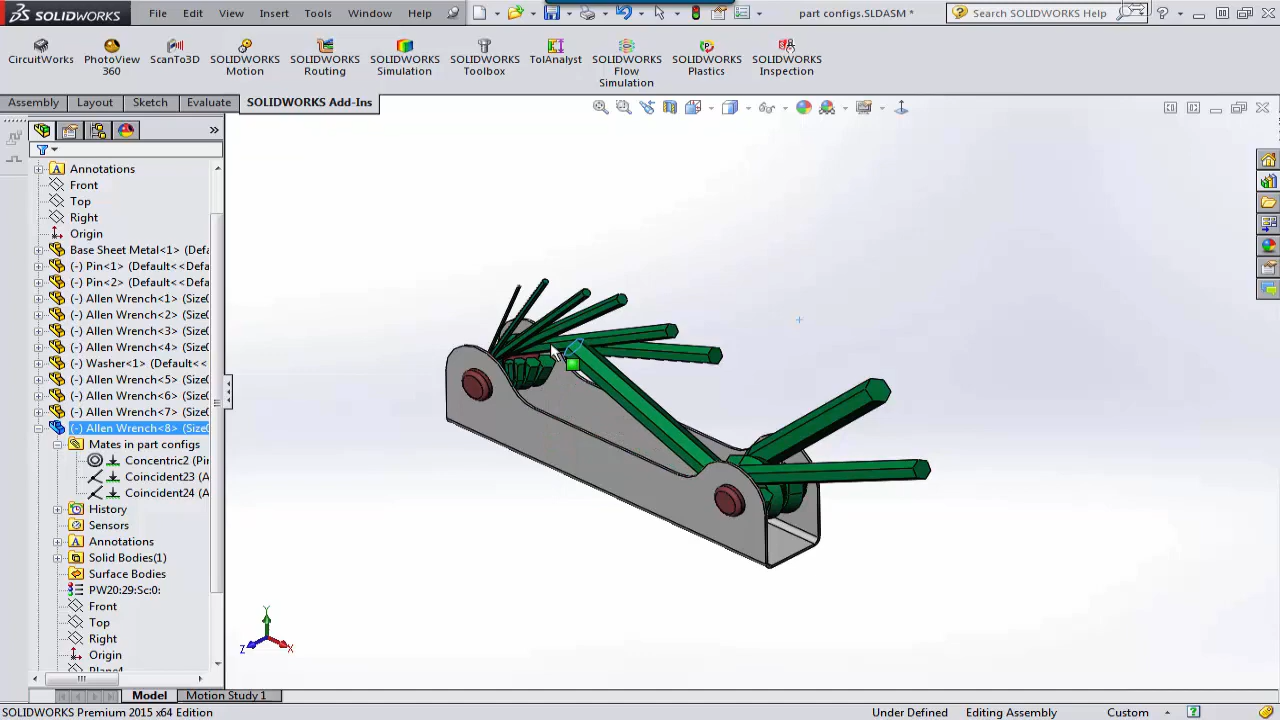 SOLIDWORKS File Edit View Insert Tools Window Help part configs.SLDASM * Search SOLIDWORKS Help
CircuitWorks
PhotoView 360
ScanTo3D
SOLIDWORKS Motion
SOLIDWORKS Routing
SOLIDWORKS Simulation
SOLIDWORKS Toolbox
TolAnalyst
SOLIDWORKS Flow Simulation
SOLIDWORKS Plastics
SOLIDWORKS Inspection
Assembly Layout Sketch Evaluate SOLIDWORKS Add-Ins
Annotations
Front
Top
Right
Origin
Base Sheet Metal<1> (Defa
(-) Pin<1> (Default<<Defa
(-) Pin<2> (Default<<Defa
(-) Allen Wrench<1> (Size
(-) Allen Wrench<2> (Size
(-) Allen Wrench<3> (Size
(-) Allen Wrench<4> (Size
(-) Washer<1> (Default<<
(-) Allen Wrench<5> (Size
(-) Allen Wrench<6> (Size
(-) Allen Wrench<7> (Size
(-) Allen Wrench<8> (Size
Mates in part configs
Concentric2 (Pin
Coincident23 (A
Coincident24 (A
History
Sensors
Annotations
Solid Bodies(1)
Surface Bodies
PW20:29:Sc:0:
Front
Top
Right
Origin
Plane4
Y
Z X
Model Motion Study 1
SOLIDWORKS Premium 2015 x64 Edition Under Defined Editing Assembly Custom